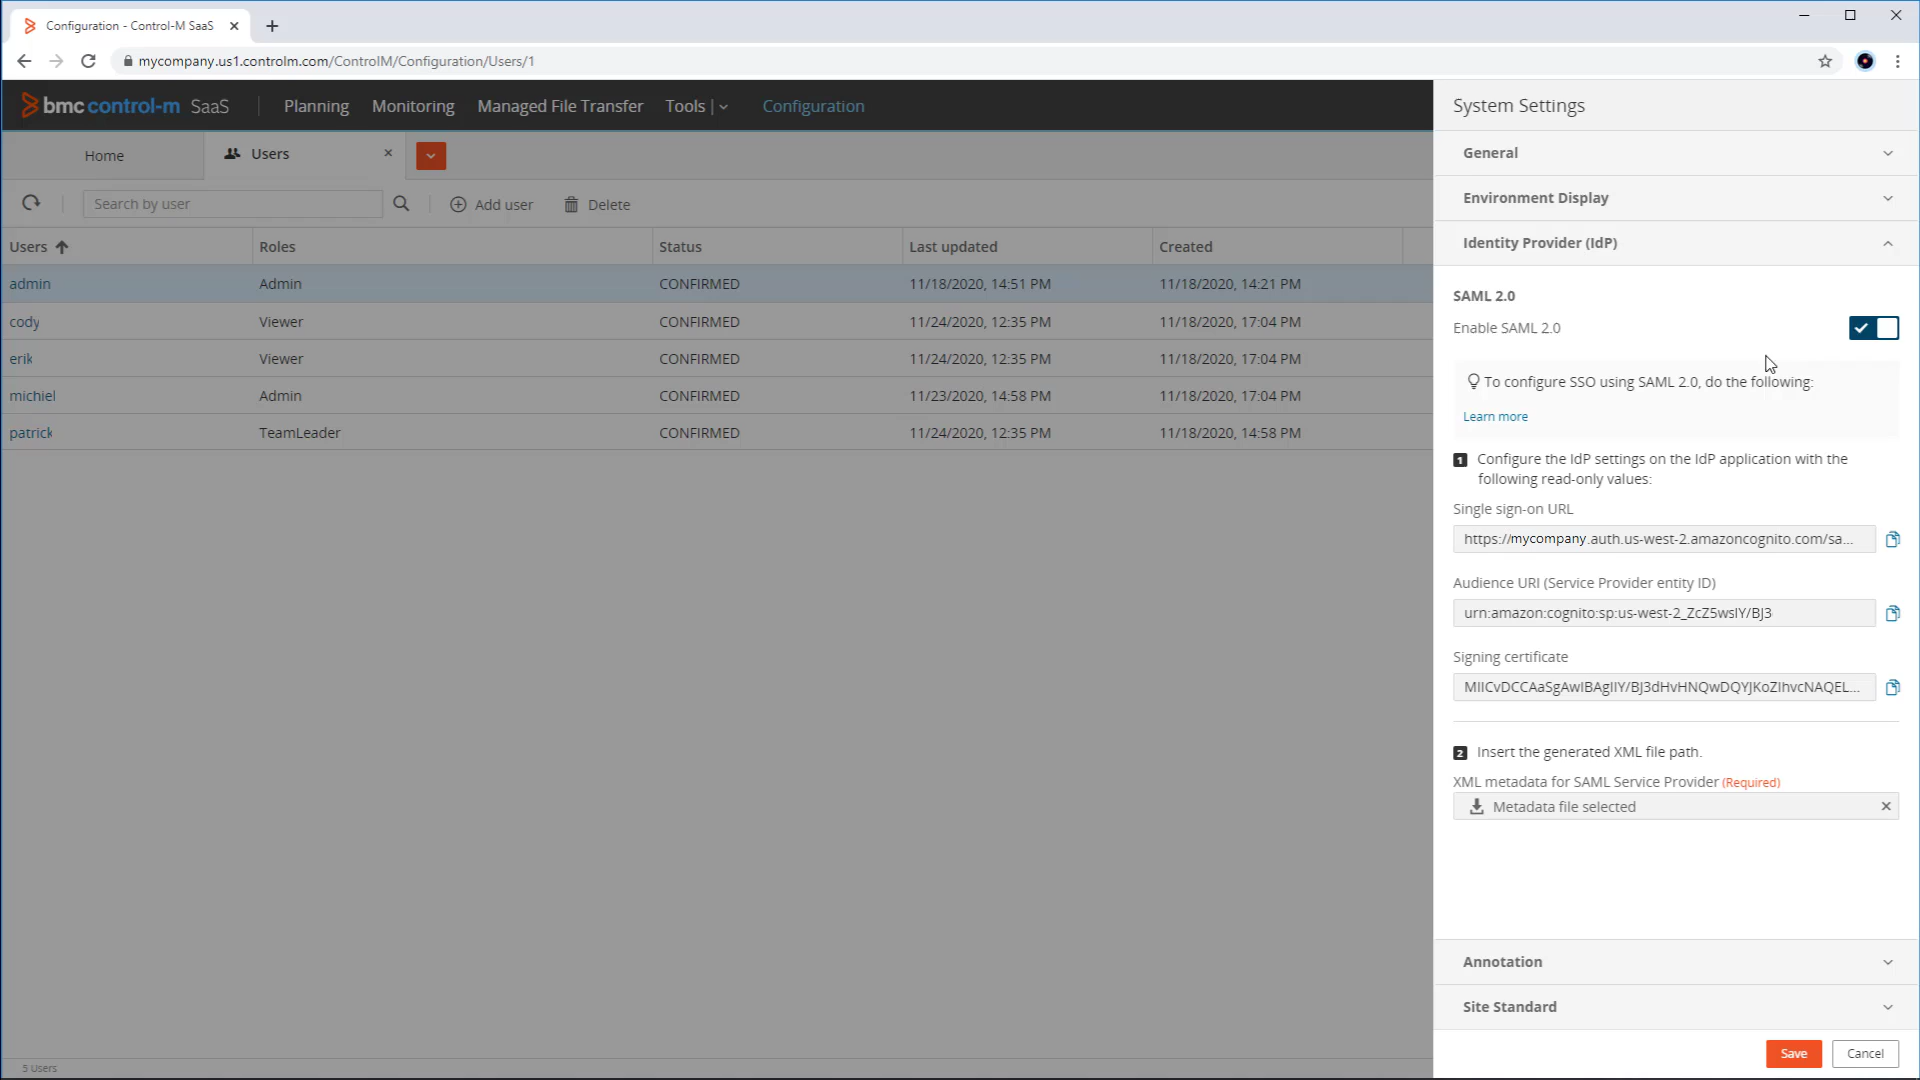 Configuration - Control-M SaaS
mycompany.us1.controlm.com/ControlM/Configuration/Users/1
bmc control-m SaaS Planning Monitoring Managed File Transfer Tools Configuration
Home Users
Search by user Add user Delete
Users Roles Status Last updated Created
admin Admin CONFIRMED 11/18/2020, 14:51 PM 11/18/2020, 14:21 PM
cody Viewer CONFIRMED 11/24/2020, 12:35 PM 11/18/2020, 17:04 PM
erik Viewer CONFIRMED 11/24/2020, 12:35 PM 11/18/2020, 17:04 PM
michiel Admin CONFIRMED 11/23/2020, 14:58 PM 11/18/2020, 17:04 PM
patrick TeamLeader CONFIRMED 11/24/2020, 12:35 PM 11/18/2020, 14:58 PM
5 Users
System Settings
General
Environment Display
Identity Provider (IdP)
SAML 2.0
Enable SAML 2.0
To configure SSO using SAML 2.0, do the following:
Learn more
1 Configure the IdP settings on the IdP application with the
following read-only values:
Single sign-on URL
https://mycompany.auth.us-west-2.amazoncognito.com/sa...
Audience URI (Service Provider entity ID)
urn:amazon:cognito:sp:us-west-2_ZcZ5wsIY/BJ3
Signing certificate
MIICvDCCAaSgAwIBAgIIY/BJ3dHvHNQwDQYJKoZIhvcNAQEL...
2 Insert the generated XML file path.
XML metadata for SAML Service Provider (Required)
Metadata file selected
Annotation
Site Standard
Save Cancel